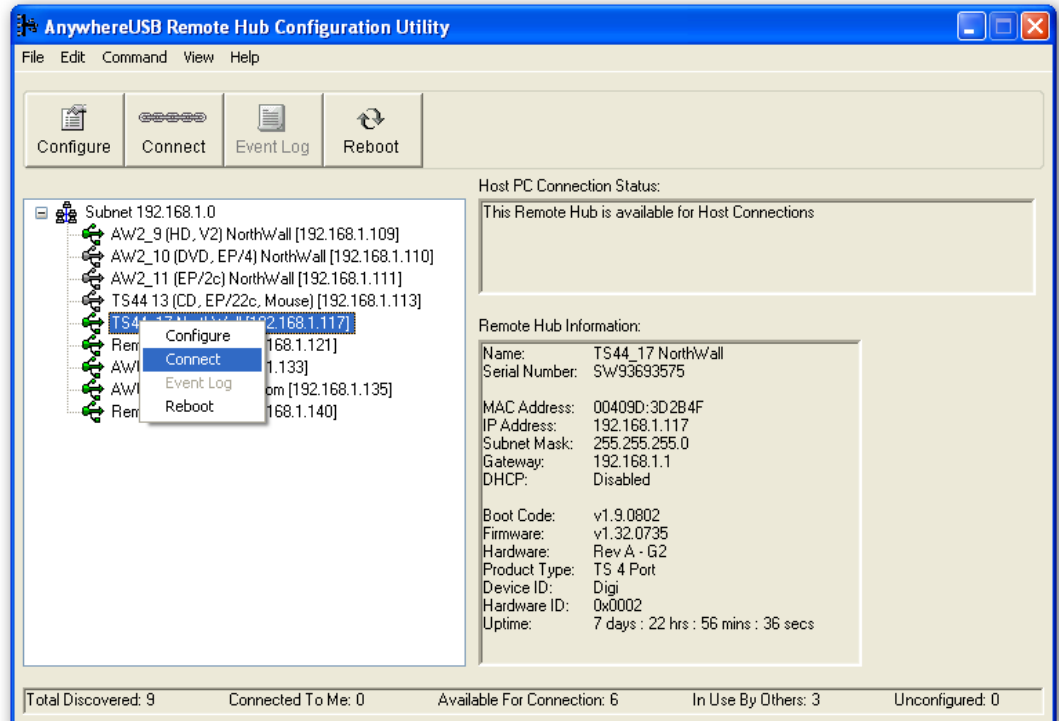 AnywhereUSB Remote Hub Configuration Utility
File Edit Command View Help
Configure Connect Event Log Reboot
Subnet 192.168.1.0
AW2_9 (HD, V2) NorthWall [192.168.1.109]
AW2_10 (DVD, EP/4) NorthWall [192.168.1.110]
AW2_11 (EP/2c) NorthWall [192.168.1.111]
TS44 13 (CD, EP/22c, Mouse) [192.168.1.113]
TS44_17 NorthWall [192.168.1.117]
Rem 168.1.121]
1.133]
om [192.168.1.135]
Rem 168.1.140]
Configure
Connect
Event Log
Reboot
Host PC Connection Status:
This Remote Hub is available for Host Connections
Remote Hub Information:
Name: TS44_17 NorthWall
Serial Number: SW93693575
MAC Address: 00409D:3D2B4F
IP Address: 192.168.1.117
Subnet Mask: 255.255.255.0
Gateway: 192.168.1.1
DHCP: Disabled
Boot Code: v1.9.0802
Firmware: v1.32.0735
Hardware: Rev A - G2
Product Type: TS 4 Port
Device ID: Digi
Hardware ID: 0x0002
Uptime: 7 days : 22 hrs : 56 mins : 36 secs
Total Discovered: 9 Connected To Me: 0 Available For Connection: 6 In Use By Others: 3 Unconfigured: 0